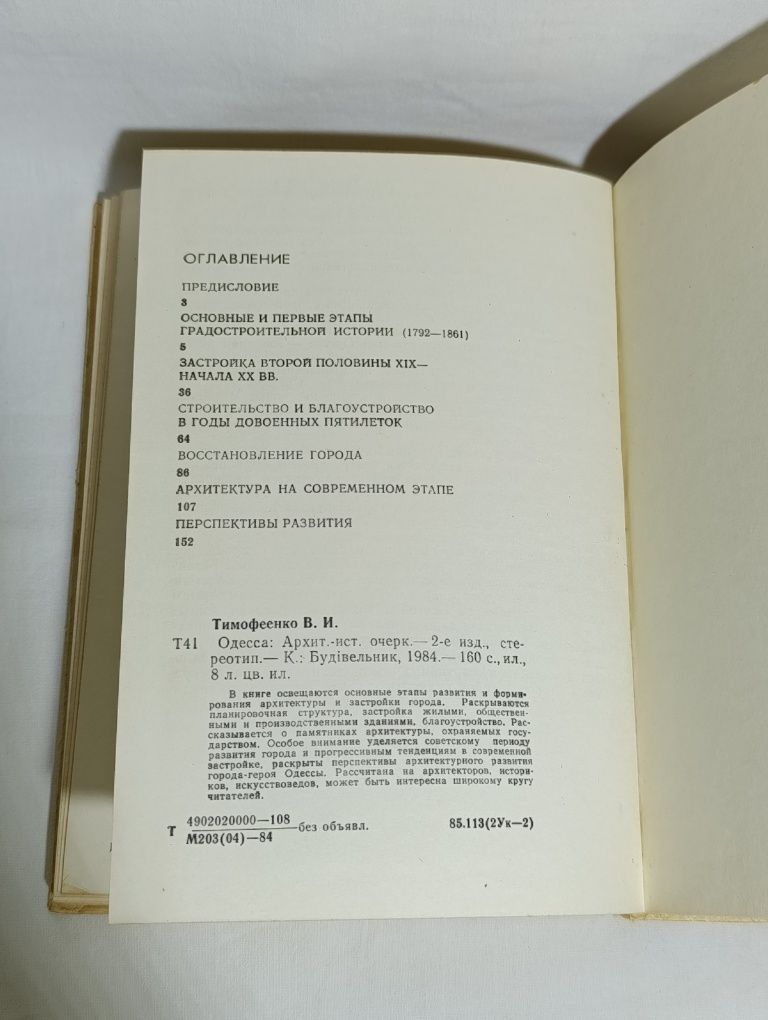 ОГЛАВЛЕНИЕ
ПРЕДИСЛОВИЕ
3
ОСНОВНЫЕ И ПЕРВЫЕ ЭТАПЫ
ГРАДОСТРОИТЕЛЬНОЙ ИСТОРИИ (1792—1861)
5
ЗАСТРОЙКА ВТОРОЙ ПОЛОВИНЫ XIX—
НАЧАЛА XX ВВ.
36
СТРОИТЕЛЬСТВО И БЛАГОУСТРОЙСТВО
В ГОДЫ ДОВОЕННЫХ ПЯТИЛЕТОК
64
ВОССТАНОВЛЕНИЕ ГОРОДА
86
АРХИТЕКТУРА НА СОВРЕМЕННОМ ЭТАПЕ
107
ПЕРСПЕКТИВЫ РАЗВИТИЯ
152
Тимофеенко В. И.
Т41 Одесса: Архит.-ист. очерк.— 2-е изд., сте-
реотип.— К.: Будівельник, 1984.— 160 с., ил.,
8 л. цв. ил.
В книге освещаются основные этапы развития и форми-
рования архитектуры и застройки города. Раскрываются
планировочная структура, застройка жилыми, обществен-
ными и производственными зданиями, благоустройство. Рас-
сказывается о памятниках архитектуры, охраняемых госу-
дарством. Особое внимание уделяется советскому периоду
развития города и прогрессивным тенденциям в современной
застройке, раскрыты перспективы архитектурного развития
города-героя Одессы. Рассчитана на архитекторов, истори-
ков, искусствоведов, может быть интересна широкому кругу
читателей.
Т 4902020000—108 без объявл. 85.113(2Ук—2)
М203(04)—84